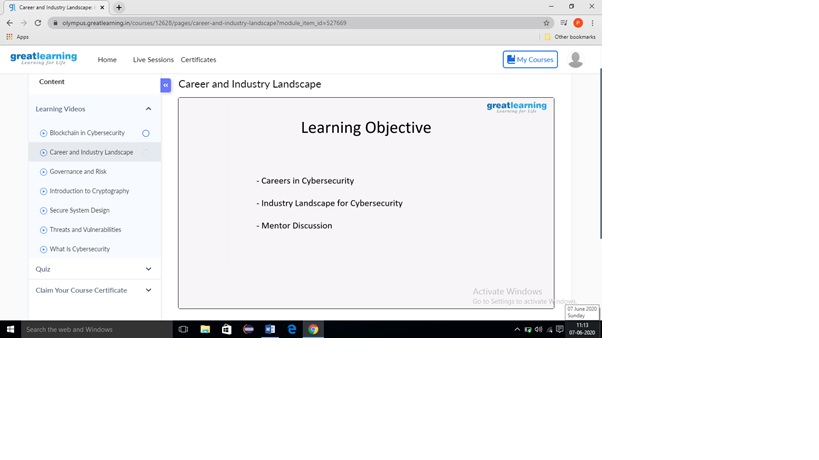 Career and Industry Landscape: I
olympus.greatlearning.in/courses/12628/pages/career-and-industry-landscape?module_item_id=527669
P
Apps
Other bookmarks
greatlearning
Learning for Life
Home
Live Sessions
Certificates
My Courses
Content
Career and Industry Landscape
Learning Videos
Blockchain in Cybersecurity
Career and Industry Landscape
Governance and Risk
Introduction to Cryptography
Secure System Design
Threats and Vulnerabilities
What Is Cybersecurity
Quiz
Claim Your Course Certificate
greatlearning
Learning for Life
Learning Objective
- Careers in Cybersecurity
- Industry Landscape for Cybersecurity
- Mentor Discussion
Activate Windows
Go to Settings to activate Windows.
07 June 2020
Sunday
Search the web and Windows
11:13
07-06-2020